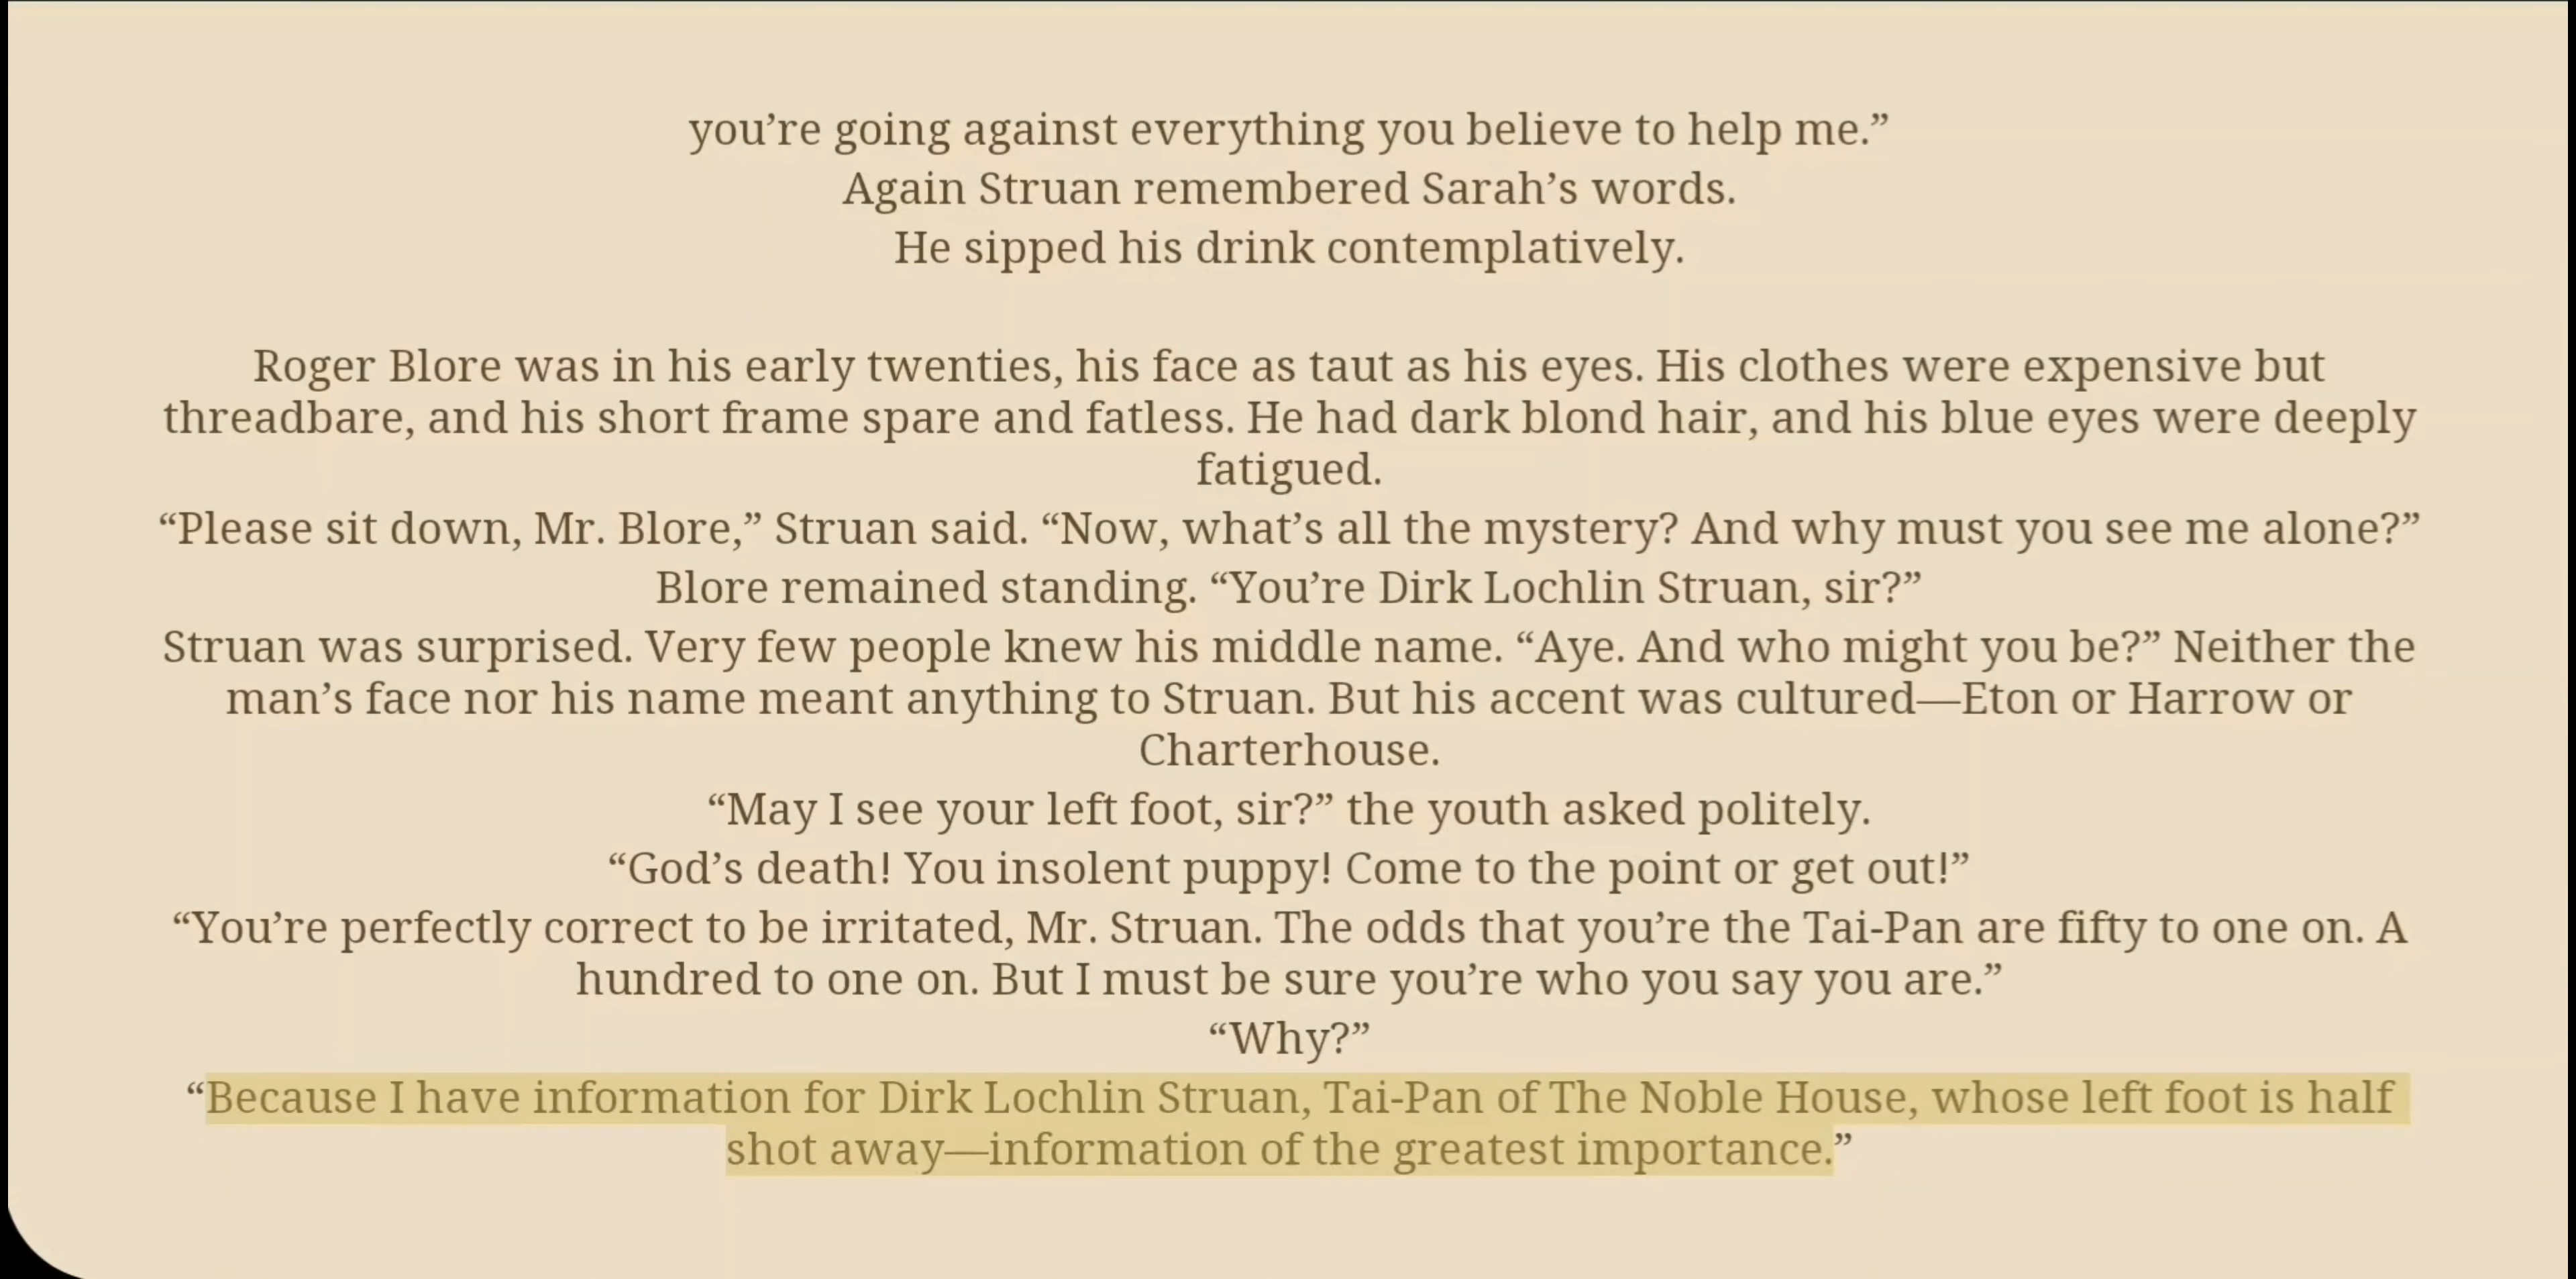 you’re going against everything you believe to help me.”
Again Struan remembered Sarah’s words.
He sipped his drink contemplatively.
Roger Blore was in his early twenties, his face as taut as his eyes. His clothes were expensive but
threadbare, and his short frame spare and fatless. He had dark blond hair, and his blue eyes were deeply
fatigued.
“Please sit down, Mr. Blore,” Struan said. “Now, what’s all the mystery? And why must you see me alone?”
Blore remained standing. “You’re Dirk Lochlin Struan, sir?”
Struan was surprised. Very few people knew his middle name. “Aye. And who might you be?” Neither the
man’s face nor his name meant anything to Struan. But his accent was cultured—Eton or Harrow or
Charterhouse.
“May I see your left foot, sir?” the youth asked politely.
“God’s death! You insolent puppy! Come to the point or get out!”
“You’re perfectly correct to be irritated, Mr. Struan. The odds that you’re the Tai-Pan are fifty to one on. A
hundred to one on. But I must be sure you’re who you say you are.”
“Why?”
“Because I have information for Dirk Lochlin Struan, Tai-Pan of The Noble House, whose left foot is half
shot away—information of the greatest importance.”